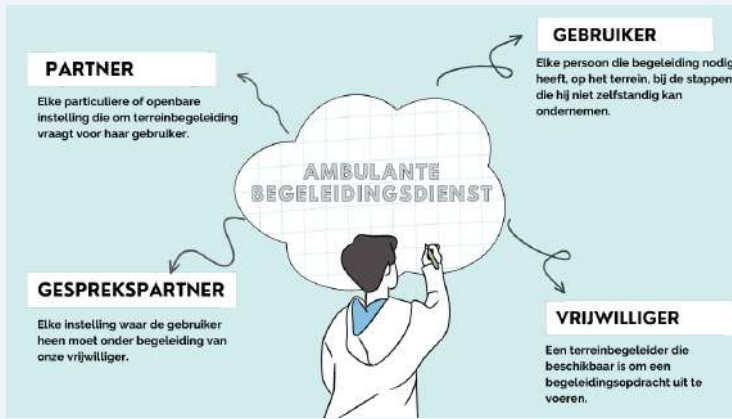 PARTNER
Elke particuliere of openbare
instelling die om terreinbegeleiding
vraagt voor haar gebruiker.
GEBRUIKER
Elke persoon die begeleiding nodig
heeft, op het terrein, bij de stappen
die hij niet zelfstandig kan
ondernemen.
AMBULANTE
BEGELEIDINGSDIENST
GESPREKSPARTNER
Elke instelling waar de gebruiker
heen moet onder begeleiding van
onze vrijwilliger.
VRIJWILLIGER
Een terreinbegeleider die
beschikbaar is om een
begeleidingsopdracht uit te
voeren.